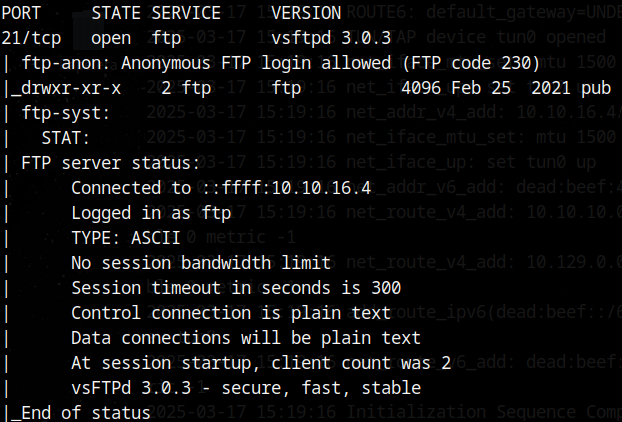 PORT     STATE SERVICE     VERSION
21/tcp   open  ftp         vsftpd 3.0.3
| ftp-anon: Anonymous FTP login allowed (FTP code 230)
|_drwxr-xr-x    2 ftp      ftp          4096 Feb 25  2021 pub
| ftp-syst:
|   STAT:
| FTP server status:
|      Connected to ::ffff:10.10.16.4
|      Logged in as ftp
|      TYPE: ASCII
|      No session bandwidth limit
|      Session timeout in seconds is 300
|      Control connection is plain text
|      Data connections will be plain text
|      At session startup, client count was 2
|      vsFTPd 3.0.3 - secure, fast, stable
|_End of status